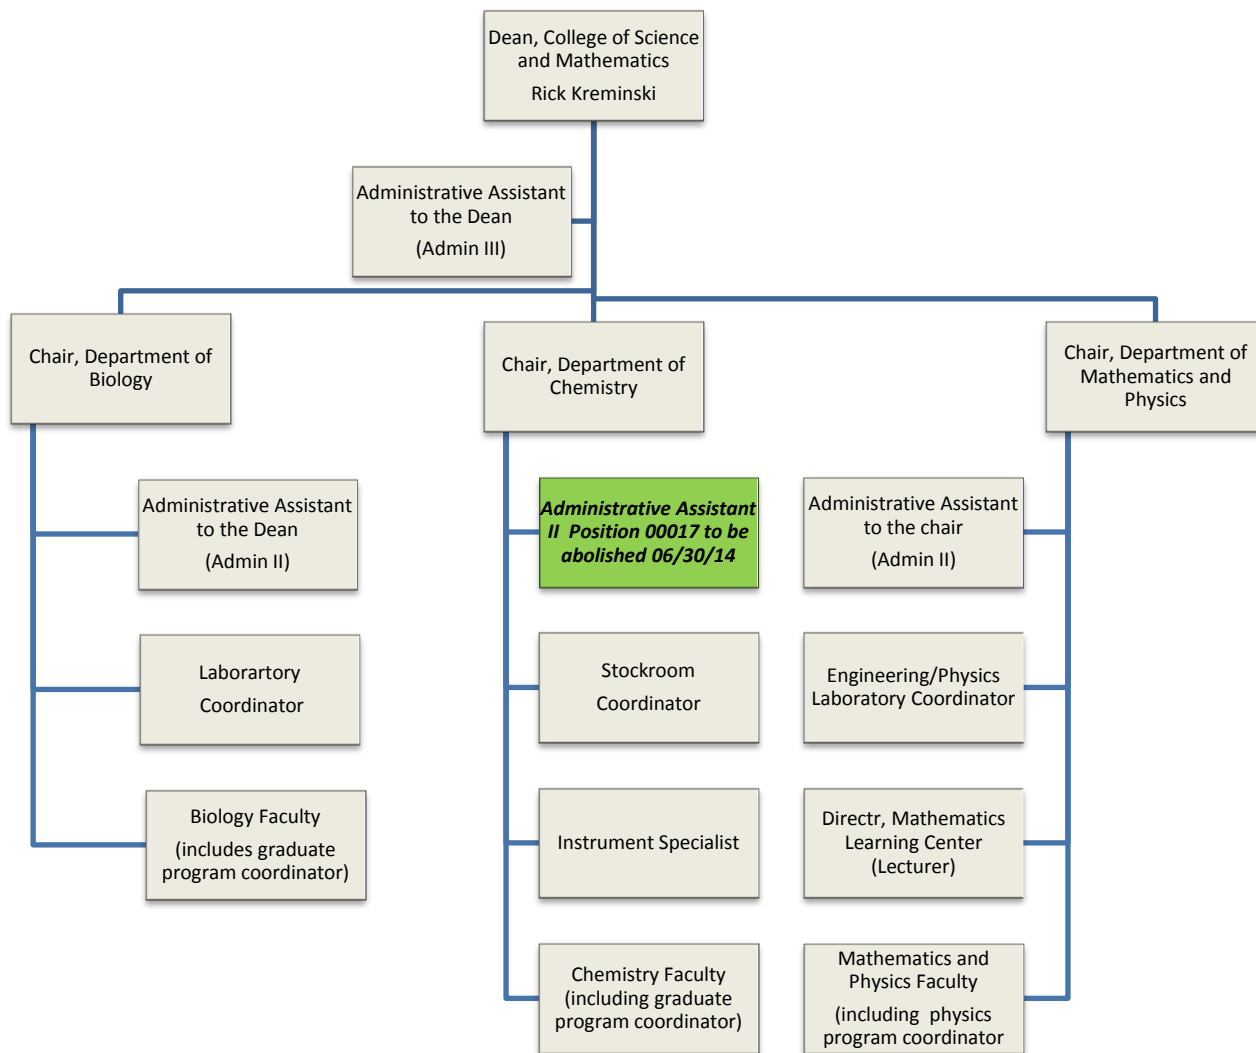 Dean, College of Science
and Mathematics
Rick Kreminski
Administrative Assistant
to the Dean
(Admin III)
Chair, Department of
Biology
Chair, Department of
Chemistry
Chair, Department of
Mathematics and
Physics
Administrative Assistant
to the Dean
(Admin II)
Administrative Assistant
II Position 00017 to be
abolished 06/30/14
Administrative Assistant
to the chair
(Admin II)
Laborartory
Coordinator
Stockroom
Coordinator
Engineering/Physics
Laboratory Coordinator
Biology Faculty
(includes graduate
program coordinator)
Instrument Specialist
Directr, Mathematics
Learning Center
(Lecturer)
Chemistry Faculty
(including graduate
program coordinator)
Mathematics and
Physics Faculty
(including physics
program coordinator